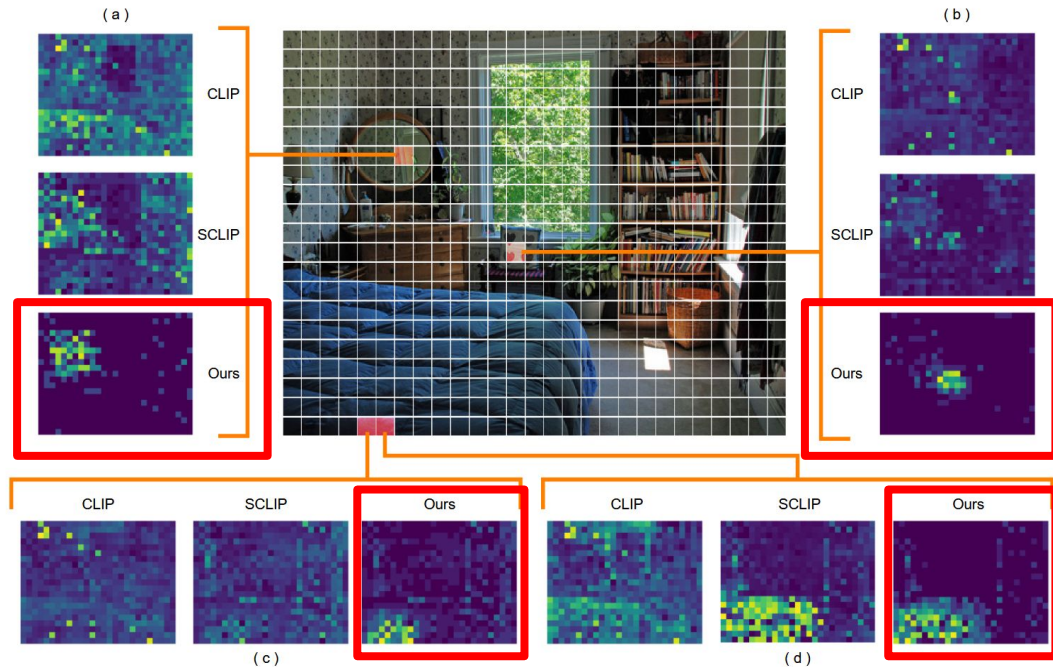 ( a )
( b )
CLIP
CLIP
SCLIP
SCLIP
Ours
Ours
CLIP SCLIP Ours
CLIP SCLIP Ours
( c )
( d )